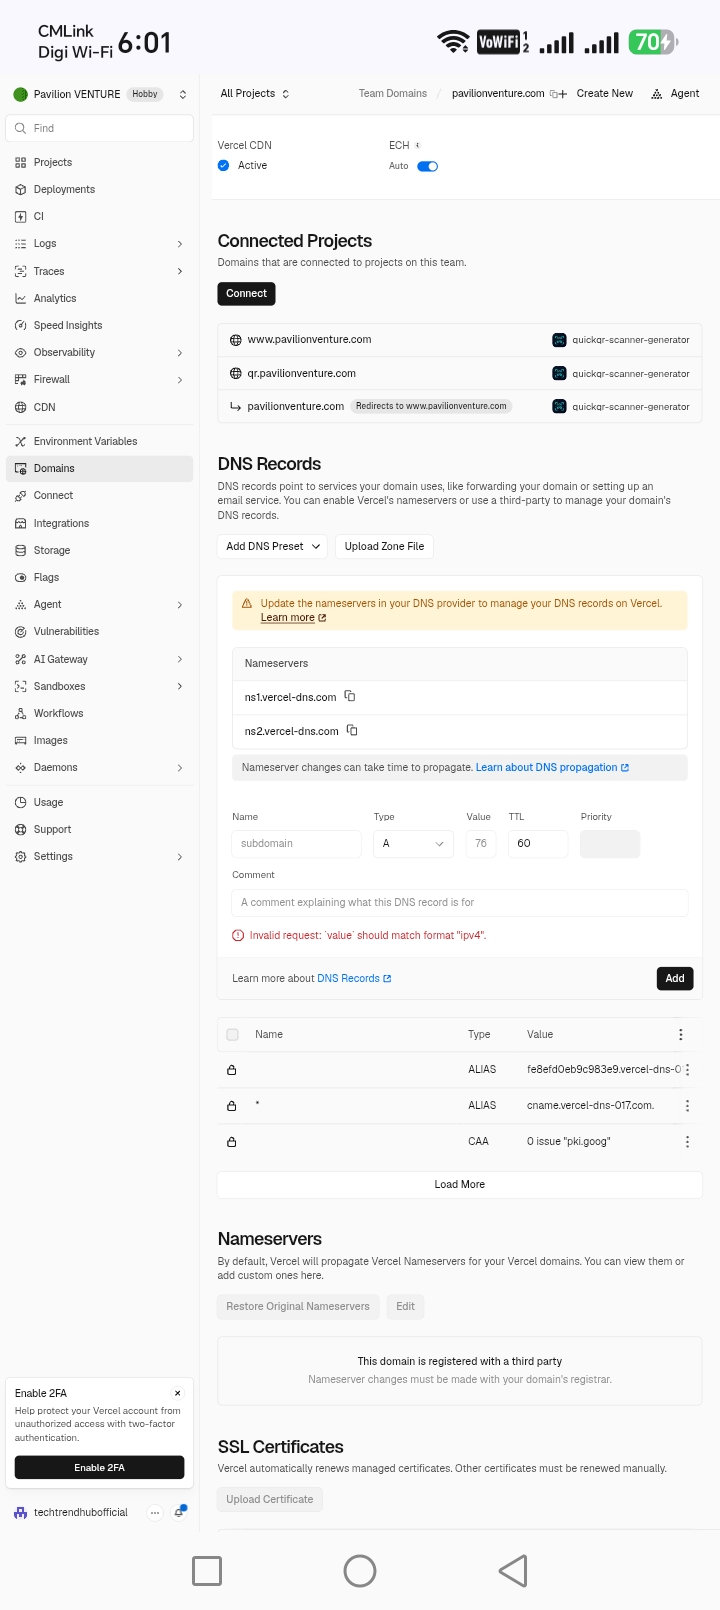 CMLink
Digi Wi-Fi
6:01
VoWiFi 1
2
70
Pavilion VENTURE Hobby
All Projects
Team Domains / pavilionventure.com
Create New
Agent
Find
Projects
Deployments
CI
Logs
Traces
Analytics
Speed Insights
Observability
Firewall
CDN
Environment Variables
Domains
Connect
Integrations
Storage
Flags
Agent
Vulnerabilities
AI Gateway
Sandboxes
Workflows
Images
Daemons
Usage
Support
Settings
Enable 2FA
Help protect your Vercel account from
unauthorized access with two-factor
authentication.
Enable 2FA
techtrendhubofficial
Vercel CDN
Active
ECH
Auto
Connected Projects
Domains that are connected to projects on this team.
Connect
www.pavilionventure.com quickqr-scanner-generator
qr.pavilionventure.com quickqr-scanner-generator
pavilionventure.com Redirects to www.pavilionventure.com quickqr-scanner-generator
DNS Records
DNS records point to services your domain uses, like forwarding your domain or setting up an
email service. You can enable Vercel's nameservers or use a third-party to manage your domain's
DNS records.
Add DNS Preset Upload Zone File
Update the nameservers in your DNS provider to manage your DNS records on Vercel.
Learn more
Nameservers
ns1.vercel-dns.com
ns2.vercel-dns.com
Nameserver changes can take time to propagate. Learn about DNS propagation
Name Type Value TTL Priority
subdomain A 76 60
Comment
A comment explaining what this DNS record is for
Invalid request: `value` should match format "ipv4".
Learn more about DNS Records Add
Name Type Value
ALIAS fe8efd0eb9c983e9.vercel-dns-01
* ALIAS cname.vercel-dns-017.com.
CAA 0 issue "pki.goog"
Load More
Nameservers
By default, Vercel will propagate Vercel Nameservers for your Vercel domains. You can view them or
add custom ones here.
Restore Original Nameservers Edit
This domain is registered with a third party
Nameserver changes must be made with your domain's registrar.
SSL Certificates
Vercel automatically renews managed certificates. Other certificates must be renewed manually.
Upload Certificate